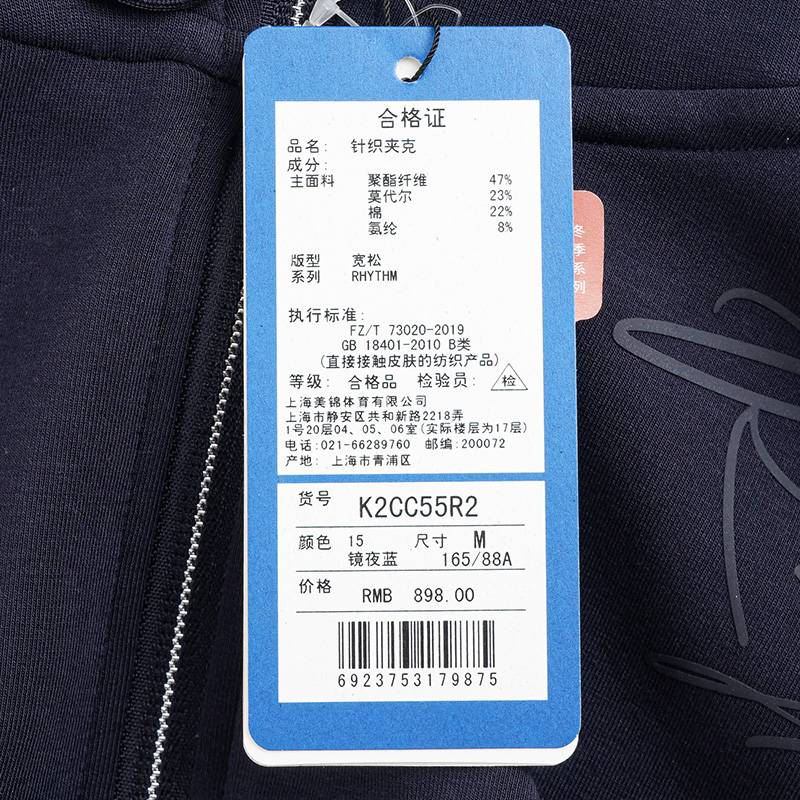 合格证
品名: 针织夹克
成分:
主面料 聚酯纤维 47%
莫代尔 23%
棉 22%
氨纶 8%
版型 宽松
系列 RHYTHM
执行标准:
FZ/T 73020-2019
GB 18401-2010 B类
(直接接触皮肤的纺织产品)
等级: 合格品 检验员: 检
上海美锦体育有限公司
上海市静安区共和新路2218弄
1号20层04、05、06室(实际楼层为17层)
电话:021-66289760 邮编:200072
产地: 上海市青浦区
货号 K2CC55R2
颜色 15 尺寸 M
镜夜蓝 165/88A
价格 RMB 898.00
6923753179875
冬季系列